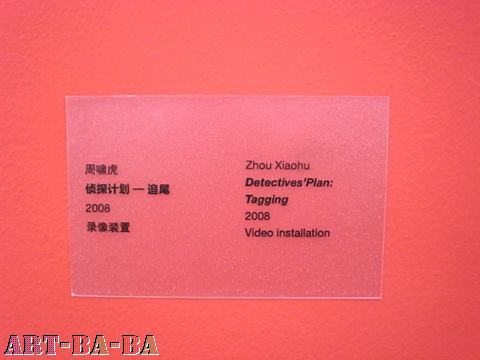 周啸虎
侦探计划 — 追尾
2008
录像装置
Zhou Xiaohu
Detectives'Plan:
Tagging
2008
Video installation
ART-BA-BA